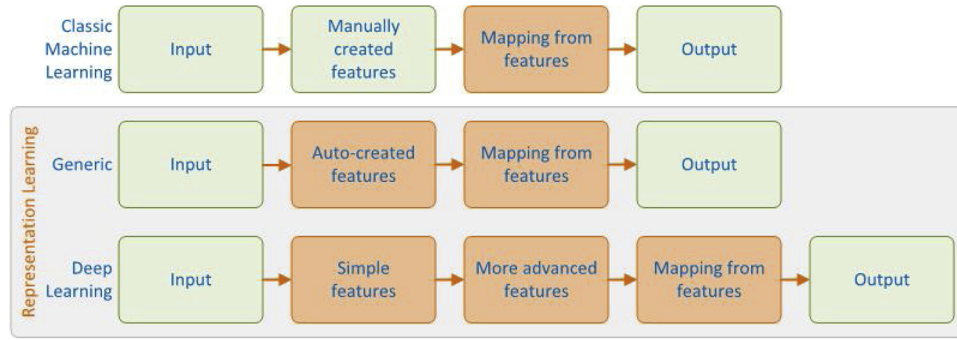 Classic
Machine
Learning
Input
Manually
created
features
Mapping from
features
Output
Representation Learning
Generic
Input
Auto-created
features
Mapping from
features
Output
Deep
Learning
Input
Simple
features
More advanced
features
Mapping from
features
Output